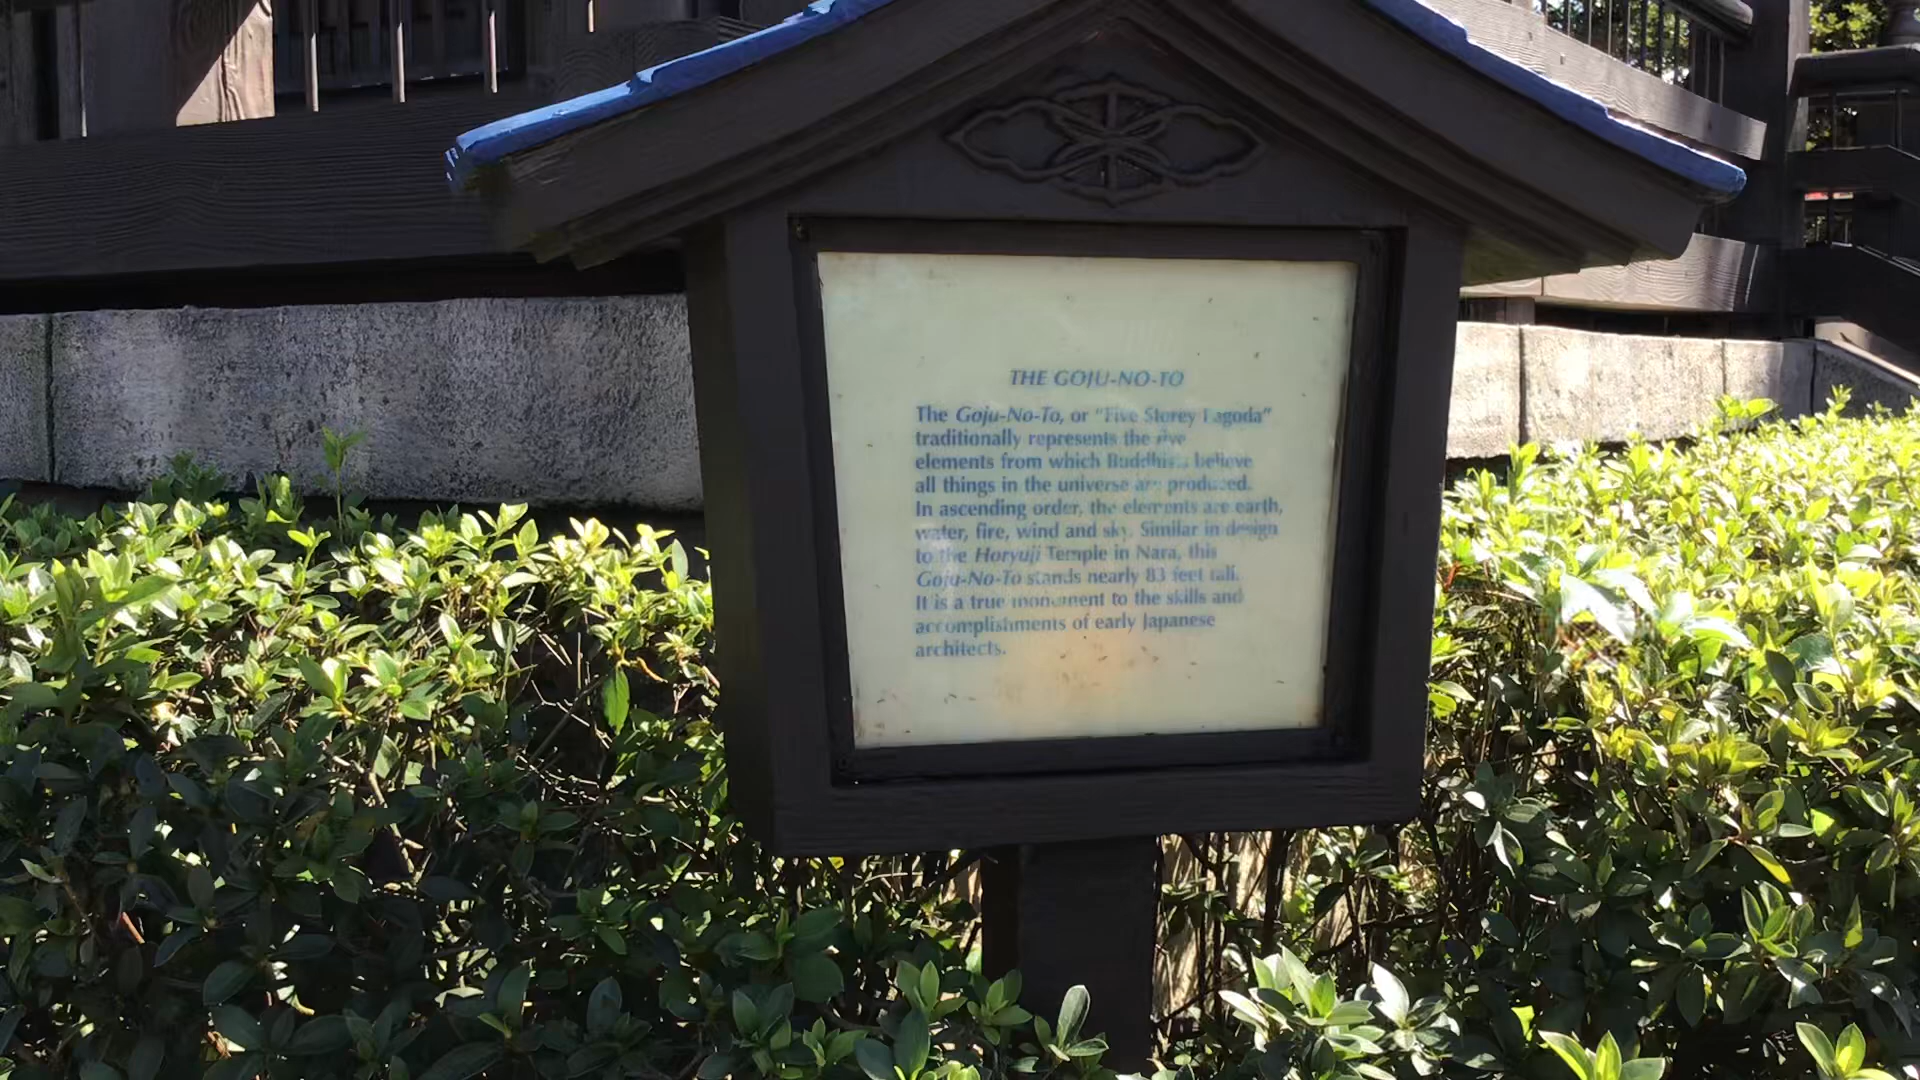 THE GOJU-NO-TO
The Goju-No-To, or “Five Storey Pagoda”
traditionally represents the five
elements from which Buddhists believe
all things in the universe are produced.
In ascending order, the elements are earth,
water, fire, wind and sky. Similar in design
to the Horyuji Temple in Nara, this
Goju-No-To stands nearly 83 feet tall.
It is a true monument to the skills and
accomplishments of early Japanese
architects.